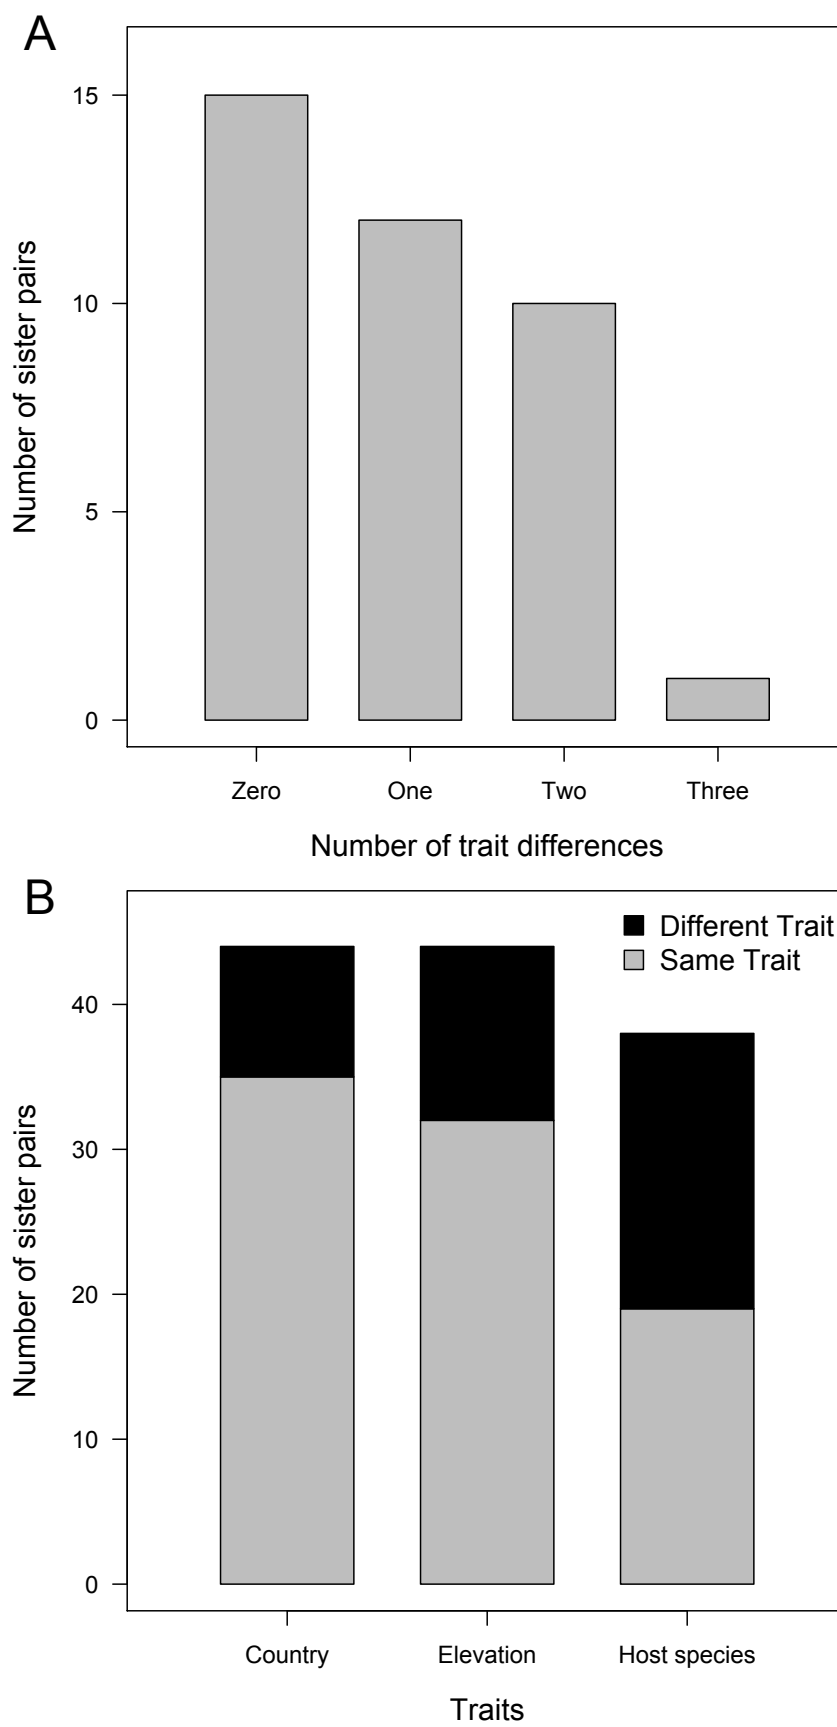 A
Number of sister pairs
15
10
5
0
Zero One Two Three
Number of trait differences
B
Different Trait
Same Trait
Number of sister pairs
40
30
20
10
0
Country Elevation Host species
Traits